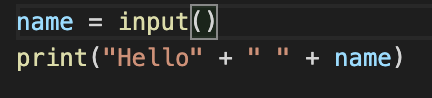 name = input()
print("Hello" + " " + name)